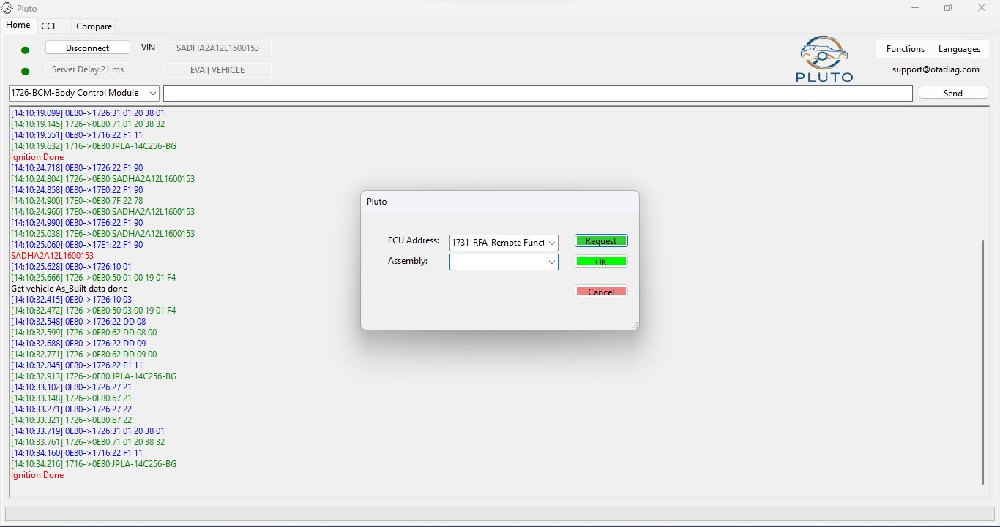 Pluto
Home CCF Compare
Disconnect VIN SADHA2A12L1600153
Functions Languages
Server Delay:21 ms EVA | VEHICLE
support@otadiag.com
PLUTO
1726-BCM-Body Control Module Send
[14:10:19.099] 0E80->1726:31 01 20 38 01
[14:10:19.145] 1726->0E80:71 01 20 38 32
[14:10:19.551] 0E80->1716:22 F1 11
[14:10:19.632] 1716->0E80:JPLA-14C256-BG
Ignition Done
[14:10:24.718] 0E80->1726:22 F1 90
[14:10:24.804] 1726->0E80:SADHA2A12L1600153
[14:10:24.858] 0E80->17E0:22 F1 90
[14:10:24.900] 17E0->0E80:7F 22 78
[14:10:24.960] 17E0->0E80:SADHA2A12L1600153
[14:10:24.990] 0E80->17E6:22 F1 90
[14:10:25.038] 17E6->0E80:SADHA2A12L1600153
[14:10:25.060] 0E80->17E1:22 F1 90
SADHA2A12L1600153
[14:10:25.628] 0E80->1726:10 01
[14:10:25.666] 1726->0E80:50 01 00 19 01 F4
Get vehicle As_Built data done
[14:10:32.415] 0E80->1726:10 03
[14:10:32.472] 1726->0E80:50 03 00 19 01 F4
[14:10:32.548] 0E80->1726:22 DD 08
[14:10:32.599] 1726->0E80:62 DD 08 00
[14:10:32.688] 0E80->1726:22 DD 09
[14:10:32.771] 1726->0E80:62 DD 09 00
[14:10:32.845] 0E80->1726:22 F1 11
[14:10:32.913] 1726->0E80:JPLA-14C256-BG
[14:10:33.102] 0E80->1726:27 21
[14:10:33.148] 1726->0E80:67 21
[14:10:33.271] 0E80->1726:27 22
[14:10:33.321] 1726->0E80:67 22
[14:10:33.719] 0E80->1726:31 01 20 38 01
[14:10:33.761] 1726->0E80:71 01 20 38 32
[14:10:34.160] 0E80->1716:22 F1 11
[14:10:34.216] 1716->0E80:JPLA-14C256-BG
Ignition Done
Pluto
ECU Address: 1731-RFA-Remote Funct Request
Assembly: OK
Cancel